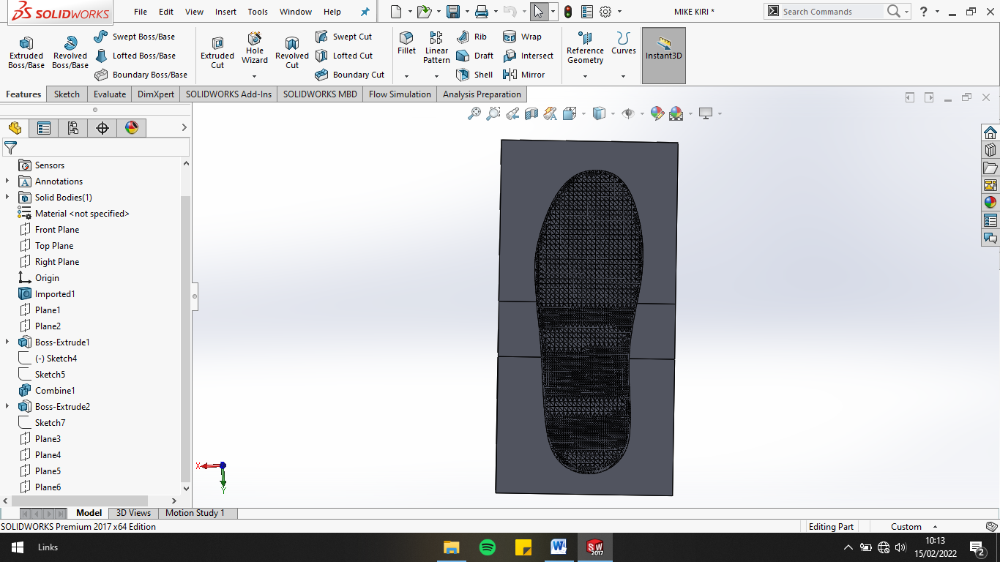 SOLIDWORKS File Edit View Insert Tools Window Help MIKE KIRI * Search Commands ?
Extruded Boss/Base
Revolved Boss/Base
Swept Boss/Base
Lofted Boss/Base
Boundary Boss/Base
Extruded Cut
Hole Wizard
Revolved Cut
Swept Cut
Lofted Cut
Boundary Cut
Fillet
Linear Pattern
Rib
Draft
Shell
Wrap
Intersect
Mirror
Reference Geometry
Curves
Instant3D
Features Sketch Evaluate DimXpert SOLIDWORKS Add-Ins SOLIDWORKS MBD Flow Simulation Analysis Preparation
Sensors
Annotations
Solid Bodies(1)
Material <not specified>
Front Plane
Top Plane
Right Plane
Origin
Imported1
Plane1
Plane2
Boss-Extrude1
(-) Sketch4
Sketch5
Combine1
Boss-Extrude2
Sketch7
Plane3
Plane4
Plane5
Plane6
X
Y
Model 3D Views Motion Study 1
SOLIDWORKS Premium 2017 x64 Edition Editing Part Custom
Links
W
SW
2017
10:13
15/02/2022
2